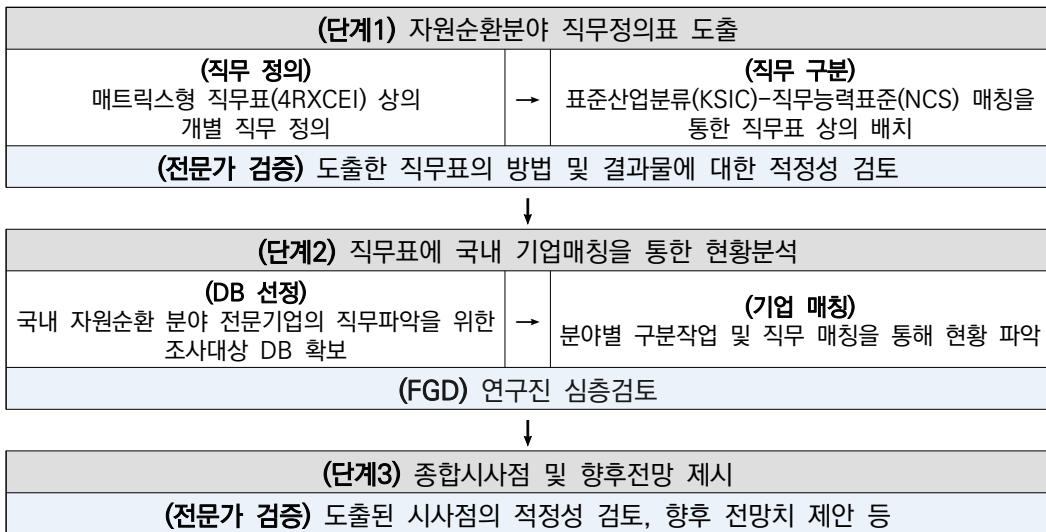 (단계1) 자원순환분야 직무정의표 도출
(직무 정의)
매트릭스형 직무표(4RXCEI) 상의
개별 직무 정의
→
(직무 구분)
표준산업분류(KSIC)-직무능력표준(NCS) 매칭을
통한 직무표 상의 배치
(전문가 검증) 도출한 직무표의 방법 및 결과물에 대한 적정성 검토
↓
(단계2) 직무표에 국내 기업매칭을 통한 현황분석
(DB 선정)
국내 자원순환 분야 전문기업의 직무파악을 위한
조사대상 DB 확보
→
(기업 매칭)
분야별 구분작업 및 직무 매칭을 통해 현황 파악
(FGD) 연구진 심층검토
↓
(단계3) 종합시사점 및 향후전망 제시
(전문가 검증) 도출된 시사점의 적정성 검토, 향후 전망치 제안 등